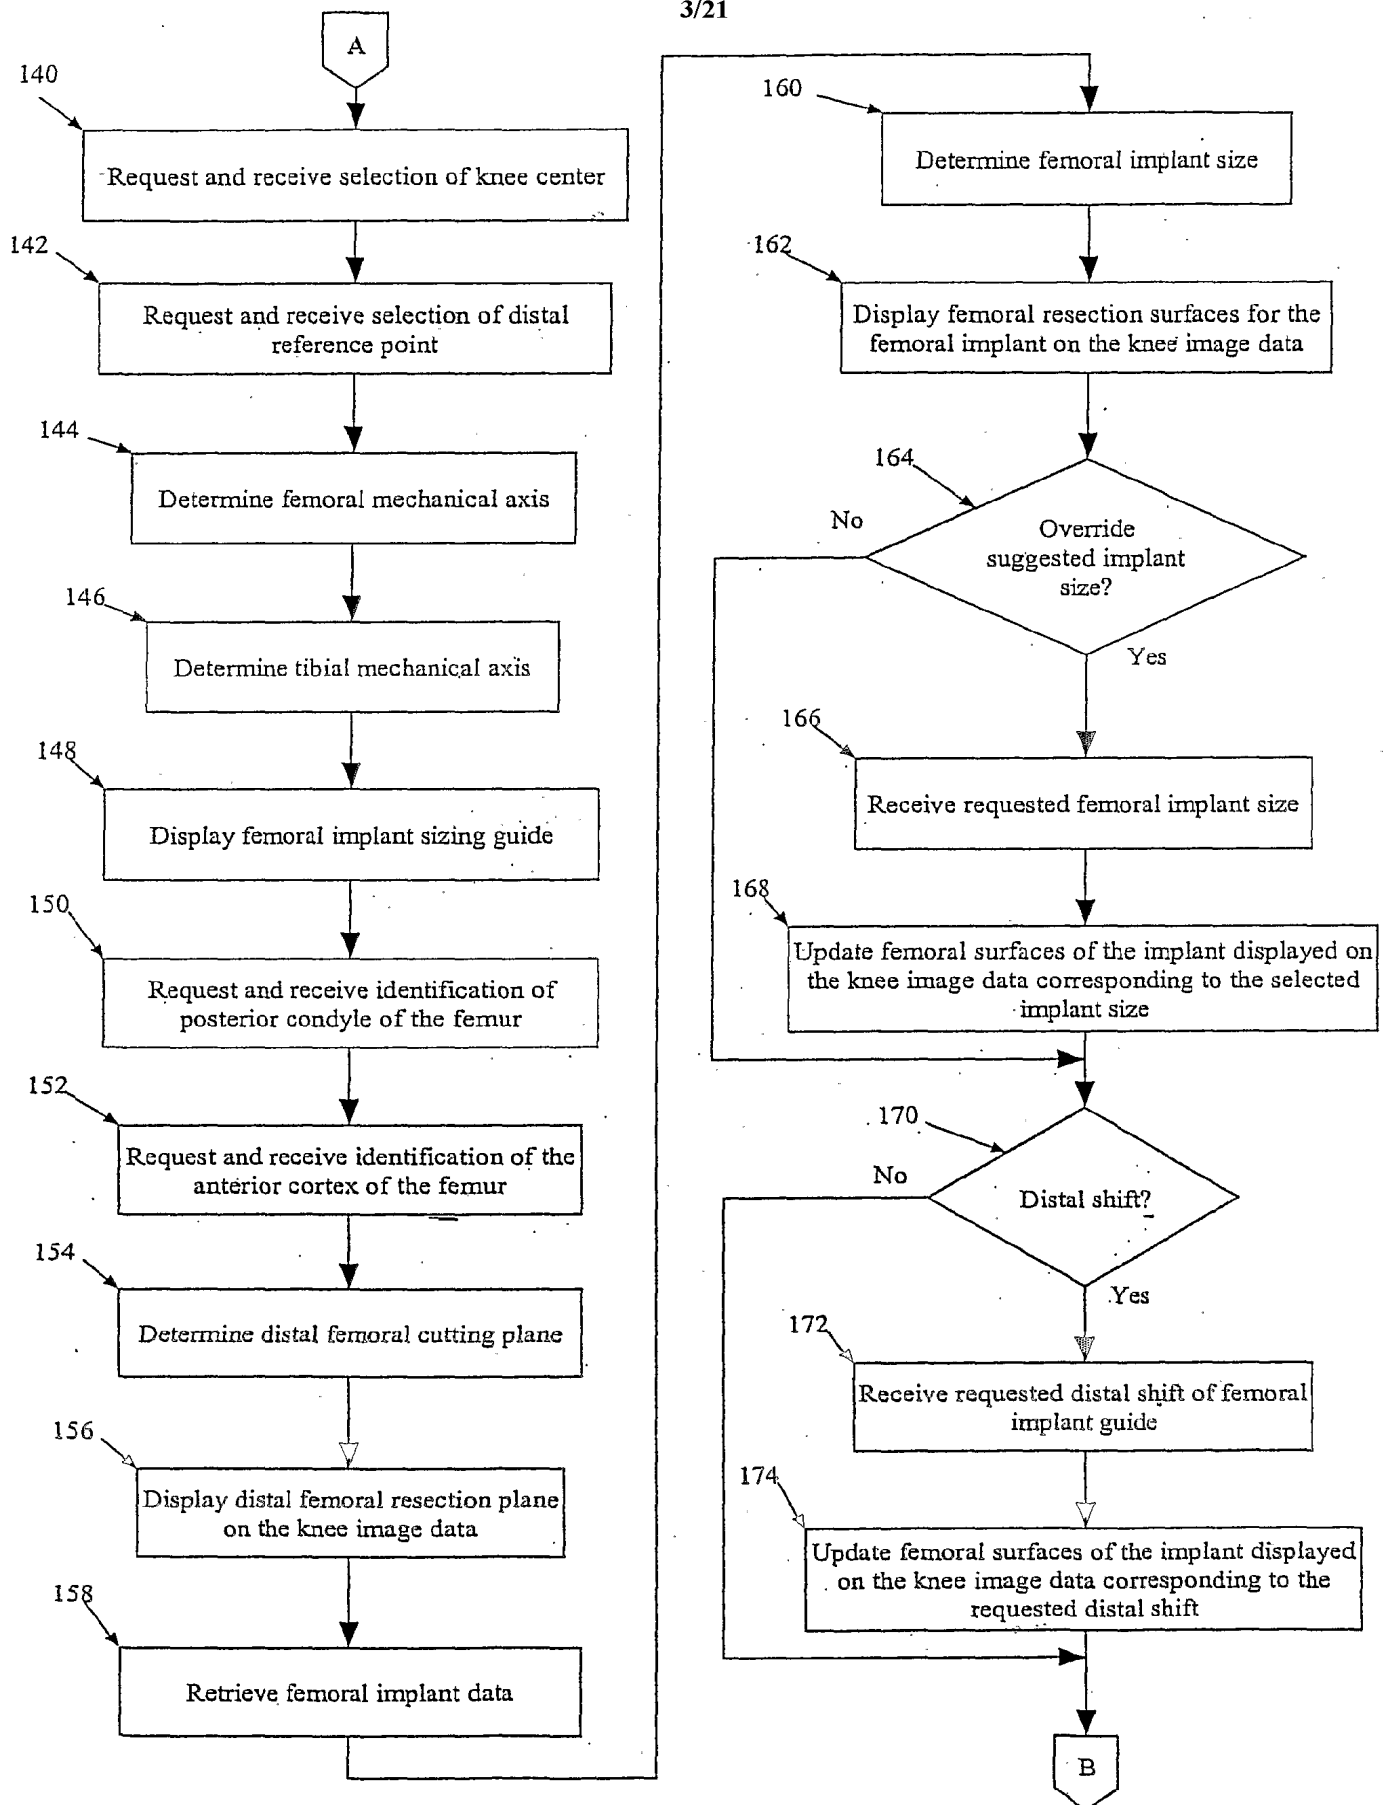 3/21
A
140
Request and receive selection of knee center
142
Request and receive selection of distal
reference point
144
Determine femoral mechanical axis
146
Determine tibial mechanical axis
148
Display femoral implant sizing guide
150
Request and receive identification of
posterior condyle of the femur
152
Request and receive identification of the
anterior cortex of the femur
154
Determine distal femoral cutting plane
156
Display distal femoral resection plane
on the knee image data
158
Retrieve femoral implant data
160
Determine femoral implant size
162
Display femoral resection surfaces for the
femoral implant on the knee image data
164
No
Override
suggested implant
size?
Yes
166
Receive requested femoral implant size
168
Update femoral surfaces of the implant displayed on
the knee image data corresponding to the selected
implant size
170
No
Distal shift?
Yes
172
Receive requested distal shift of femoral
implant guide
174
Update femoral surfaces of the implant displayed
on the knee image data corresponding to the
requested distal shift
B